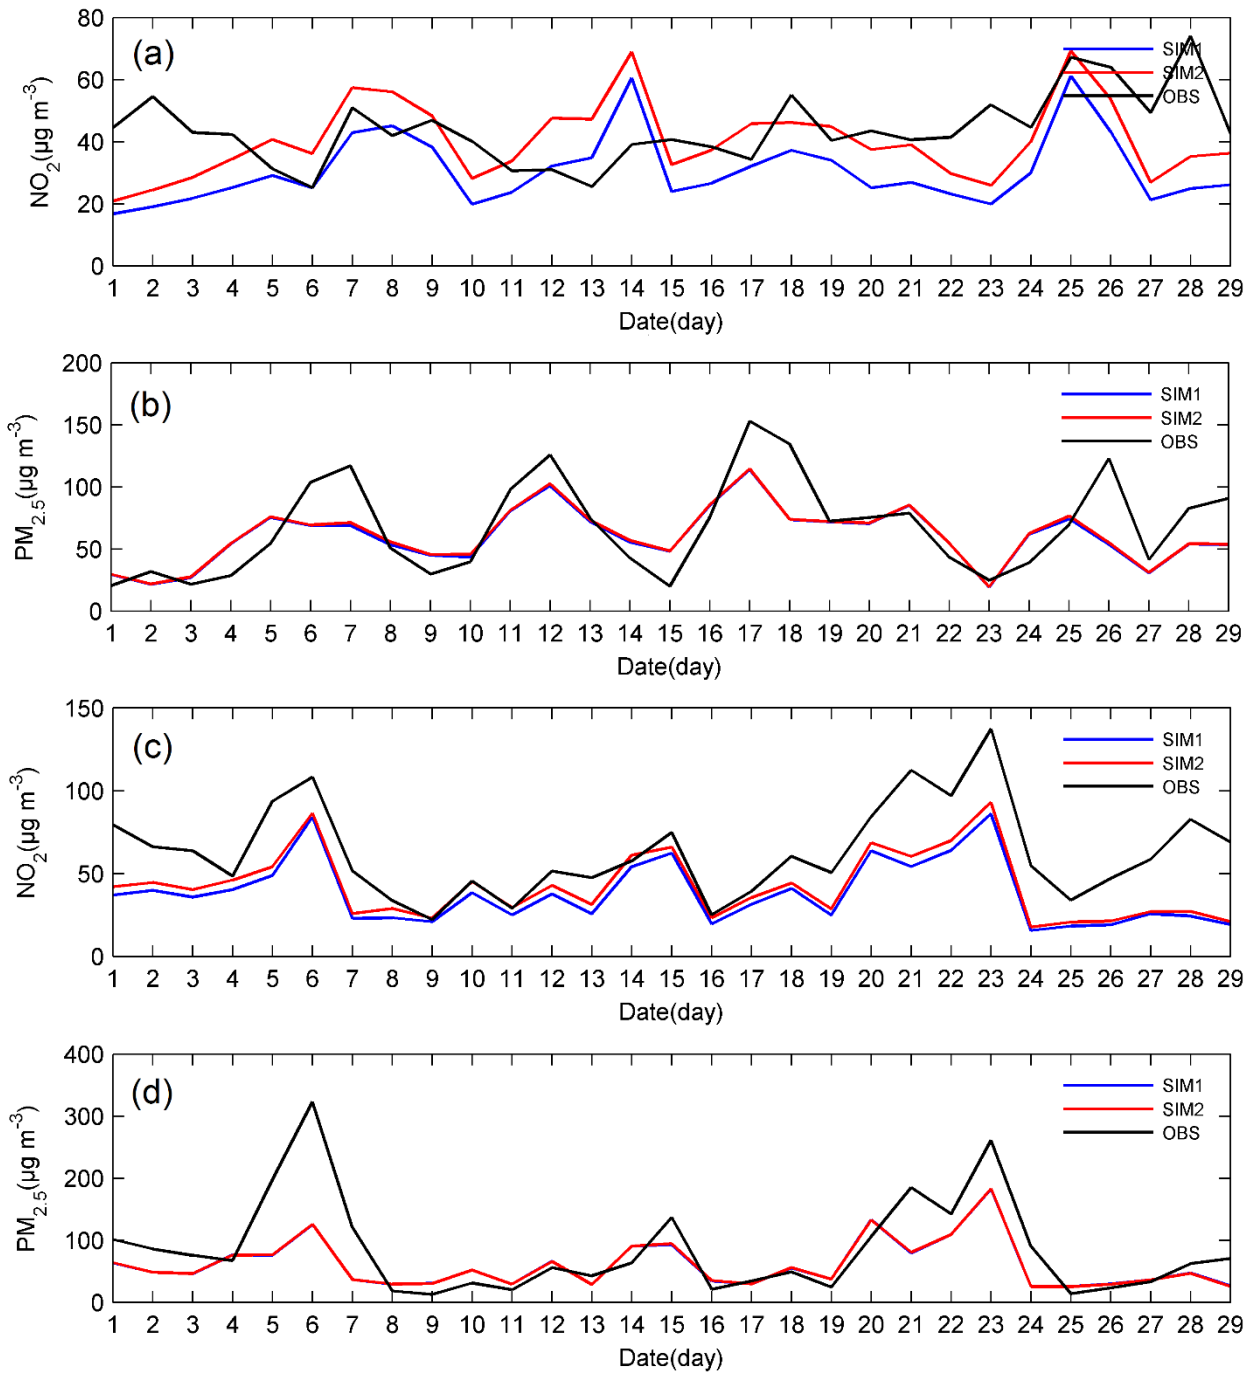 (a)
NO2(µg m-3)
80
60
40
20
0
SIM1
SIM2
OBS
1 2 3 4 5 6 7 8 9 10 11 12 13 14 15 16 17 18 19 20 21 22 23 24 25 26 27 28 29
Date(day)
(b)
PM2.5(µg m-3)
200
150
100
50
0
SIM1
SIM2
OBS
1 2 3 4 5 6 7 8 9 10 11 12 13 14 15 16 17 18 19 20 21 22 23 24 25 26 27 28 29
Date(day)
(c)
NO2(µg m-3)
150
100
50
0
SIM1
SIM2
OBS
1 2 3 4 5 6 7 8 9 10 11 12 13 14 15 16 17 18 19 20 21 22 23 24 25 26 27 28 29
Date(day)
(d)
PM2.5(µg m-3)
400
300
200
100
0
SIM1
SIM2
OBS
1 2 3 4 5 6 7 8 9 10 11 12 13 14 15 16 17 18 19 20 21 22 23 24 25 26 27 28 29
Date(day)